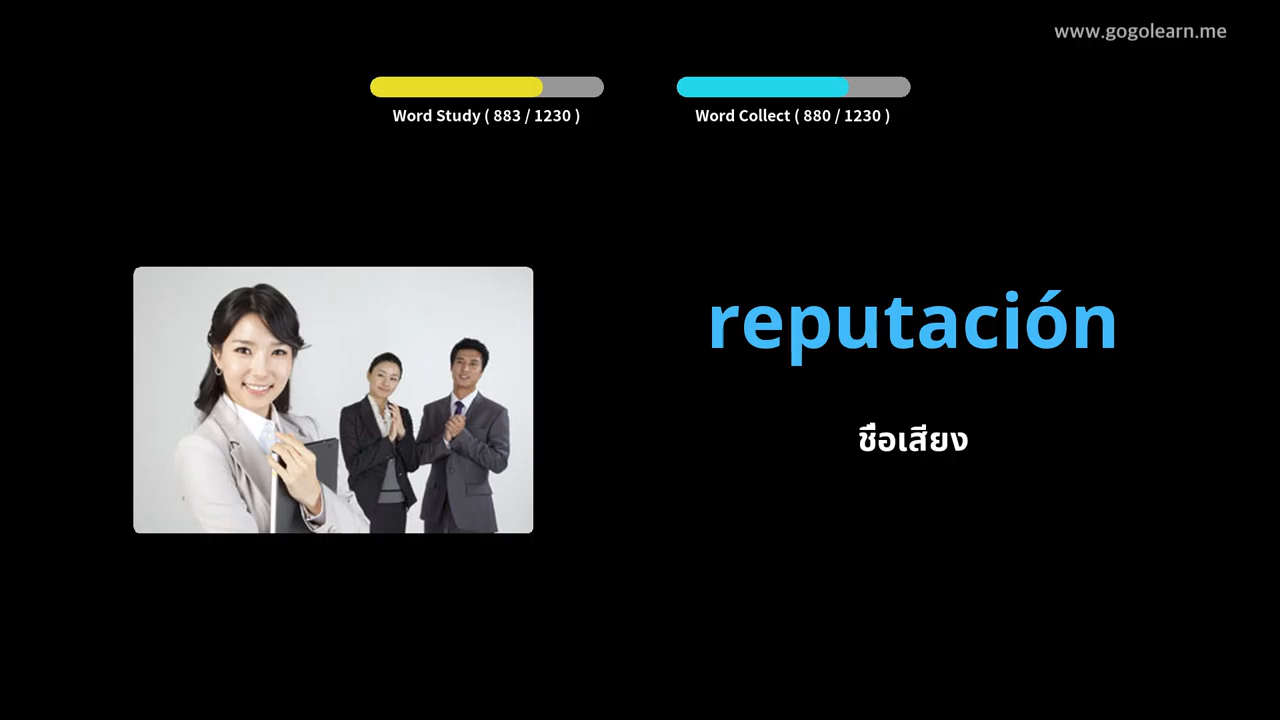 www.gogolearn.me
Word Study ( 883 / 1230 )
Word Collect ( 880 / 1230 )
reputación
ชื่อเสียง